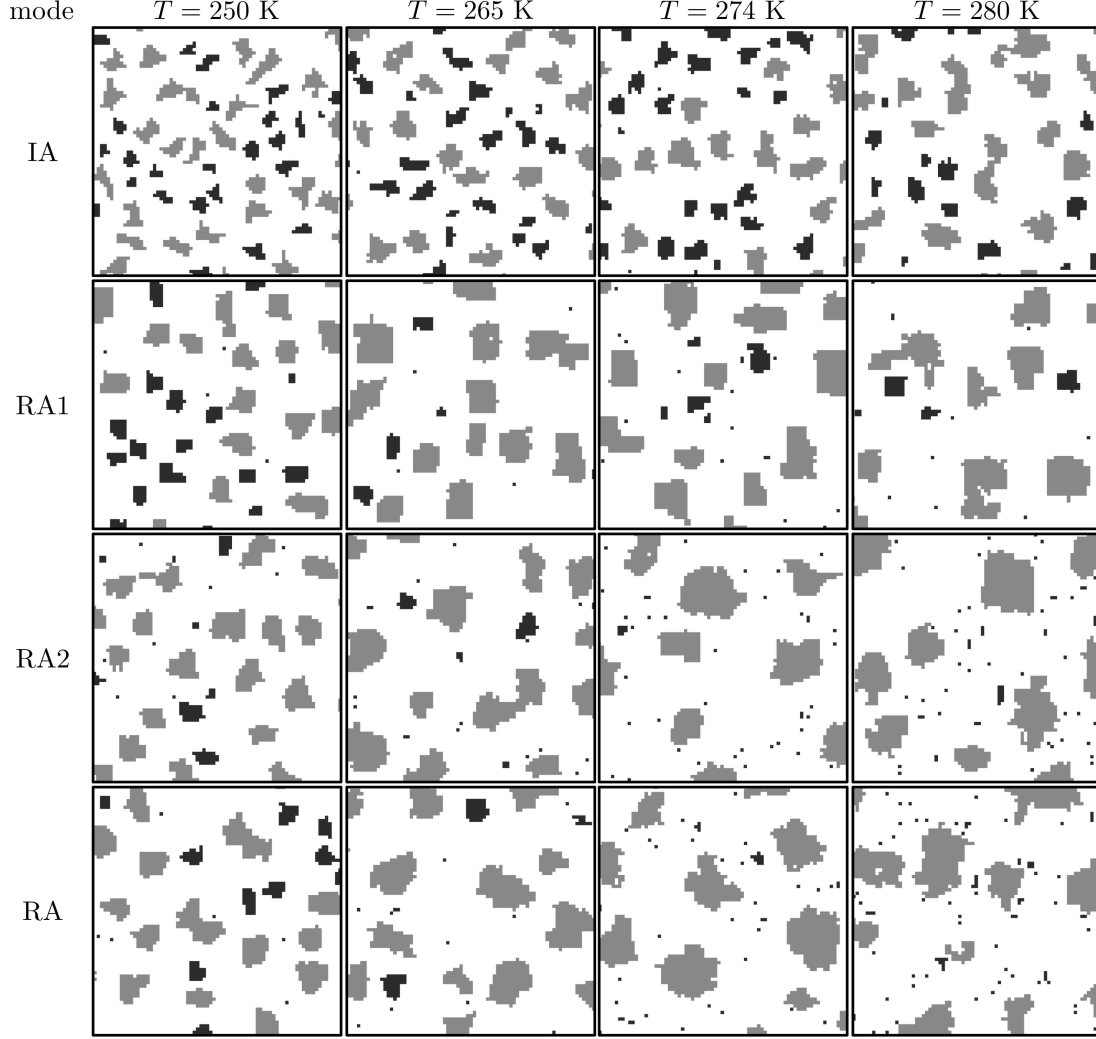 mode T = 250 K T = 265 K T = 274 K T = 280 K
IA
RA1
RA2
RA